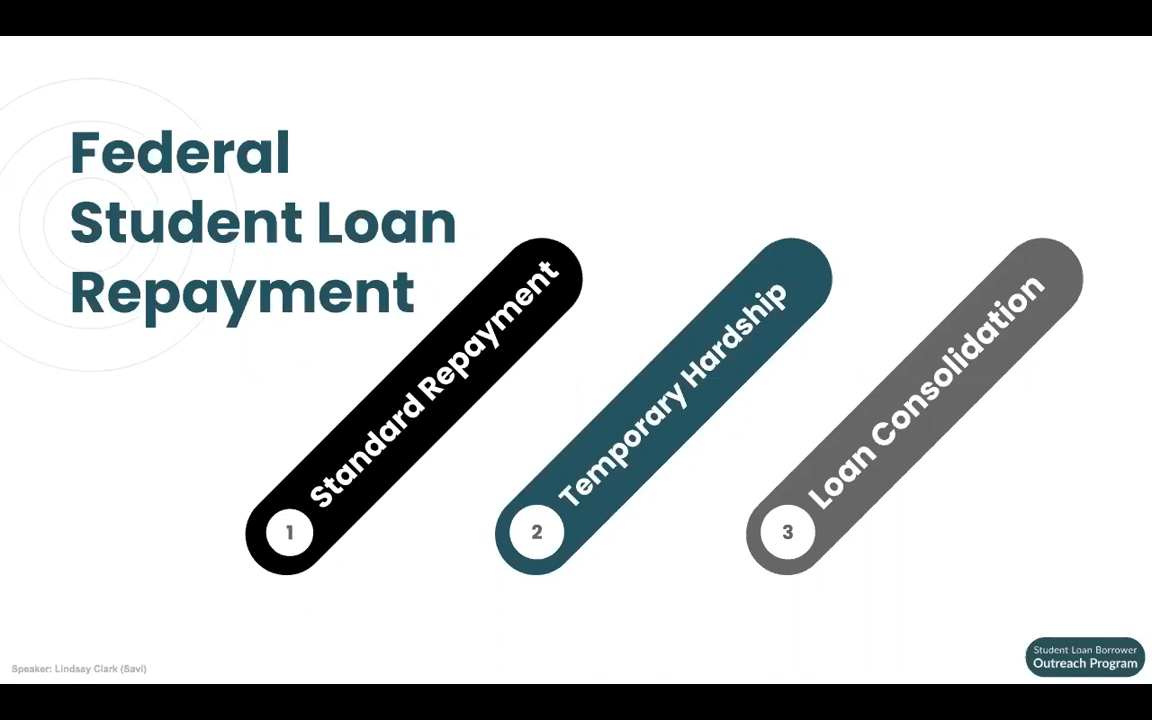 Federal
Student Loan
Repayment
Standard Repayment
1
Temporary Hardship
2
Loan Consolidation
3
Speaker: Lindsay Clark (Savi)
Student Loan Borrower
Outreach Program